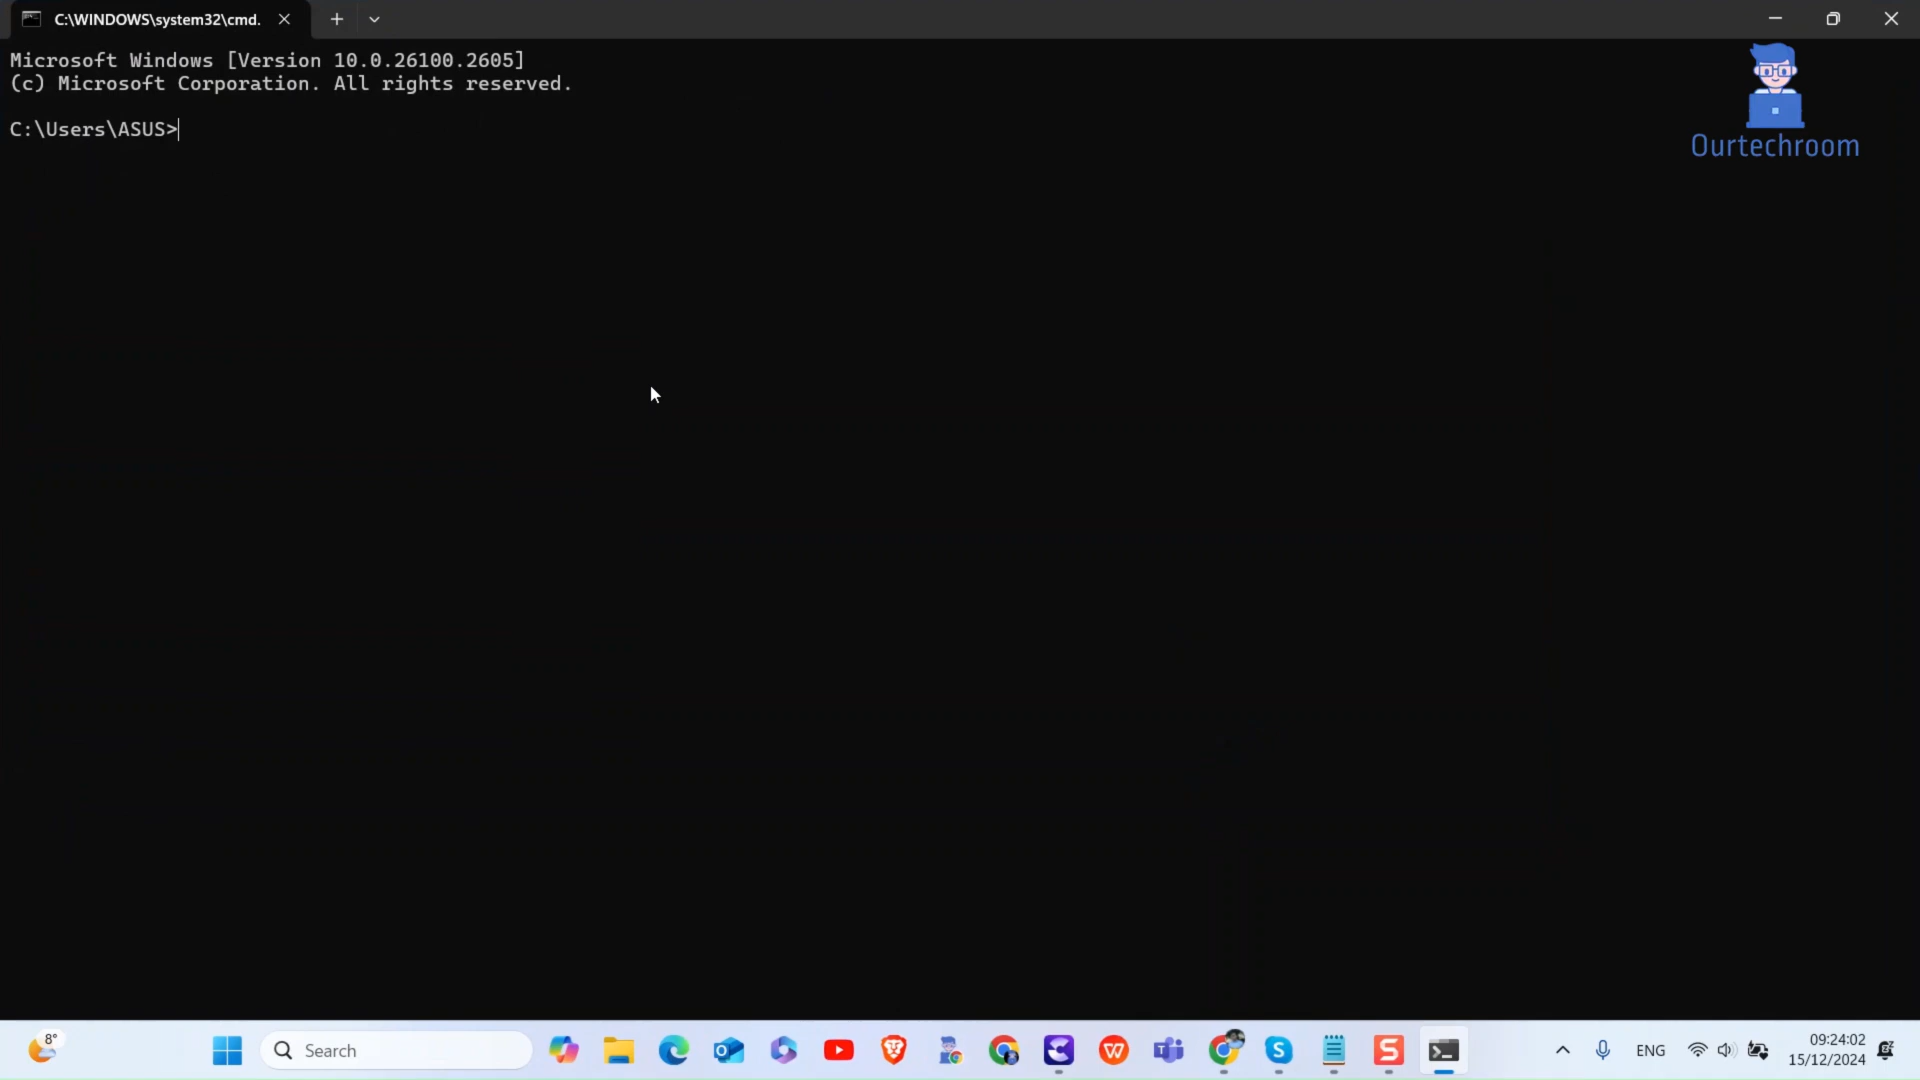 C:\WINDOWS\system32\cmd.
Microsoft Windows [Version 10.0.26100.2605]
(c) Microsoft Corporation. All rights reserved.
C:\Users\ASUS>
Ourtechroom
8°
Search
ENG
09:24:02
15/12/2024